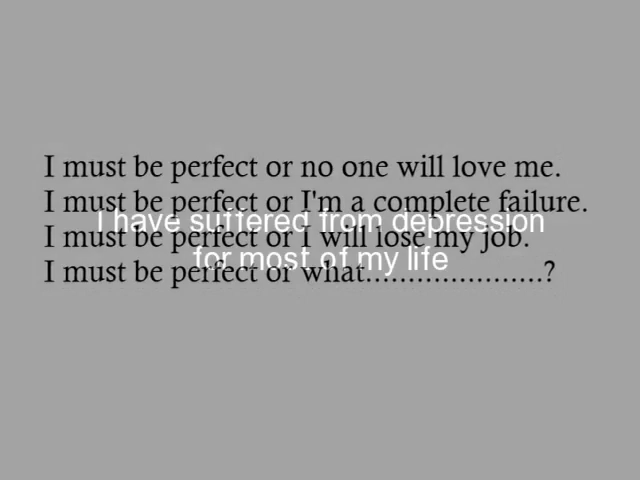 I must be perfect or no one will love me.
I must be perfect or I'm a complete failure.
I have suffered from depression
I must be perfect or I will lose my job.
for most of my life
I must be perfect or what.....................?